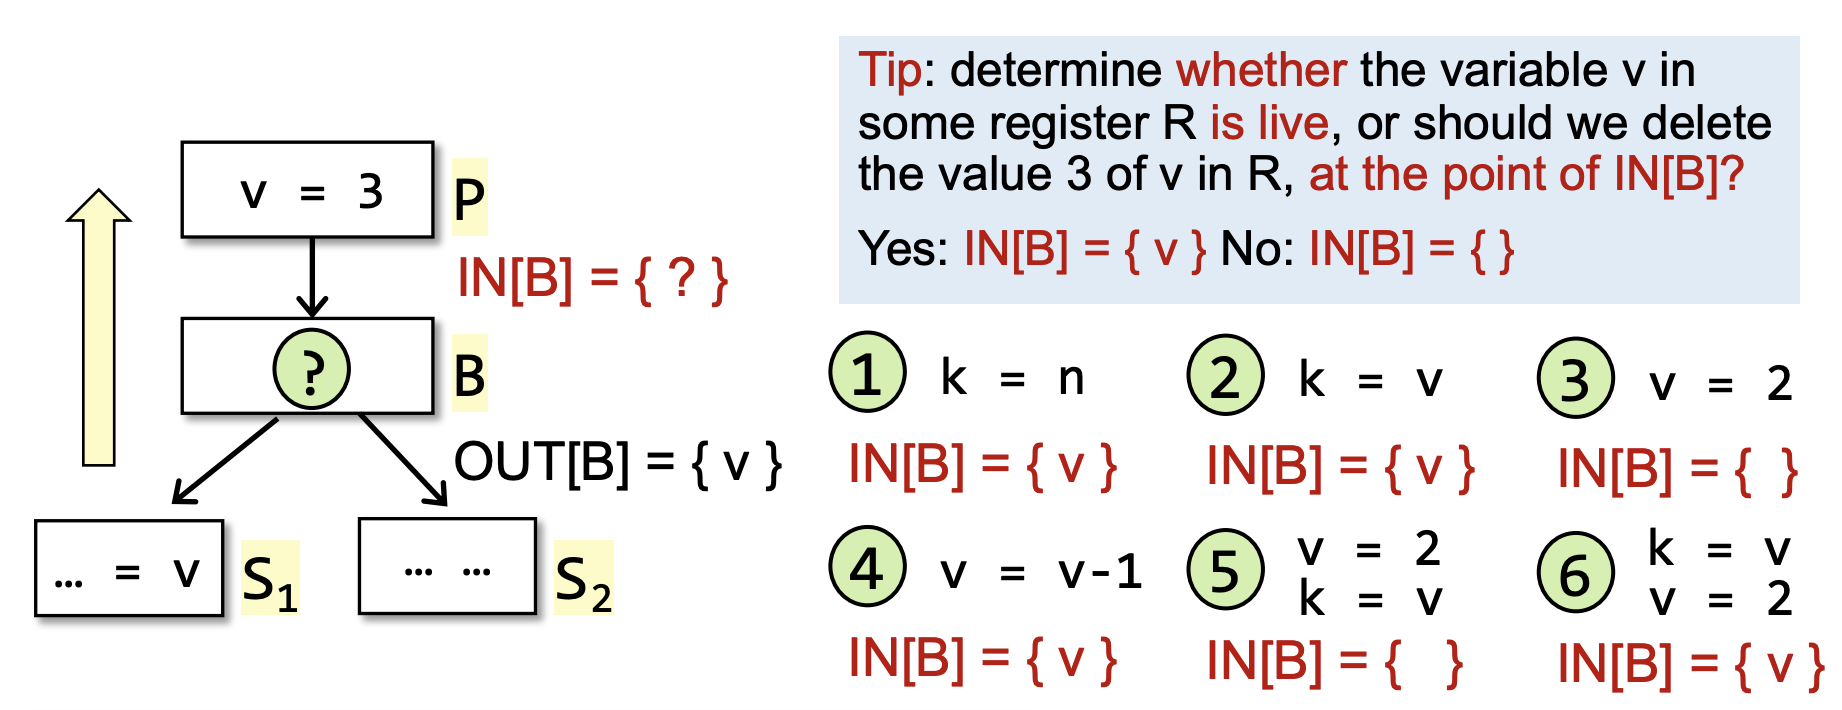 Tip: determine whether the variable v in
some register R is live, or should we delete
the value 3 of v in R, at the point of IN[B]?
Yes: IN[B] = { v } No: IN[B] = { }
v = 3
P
IN[B] = { ? }
?
B
OUT[B] = { v }
... = v
S1
... ...
S2
1 k = n
IN[B] = { v }
2 k = v
IN[B] = { v }
3 v = 2
IN[B] = { }
4 v = v-1
IN[B] = { v }
5 v = 2
k = v
IN[B] = { }
6 k = v
v = 2
IN[B] = { v }